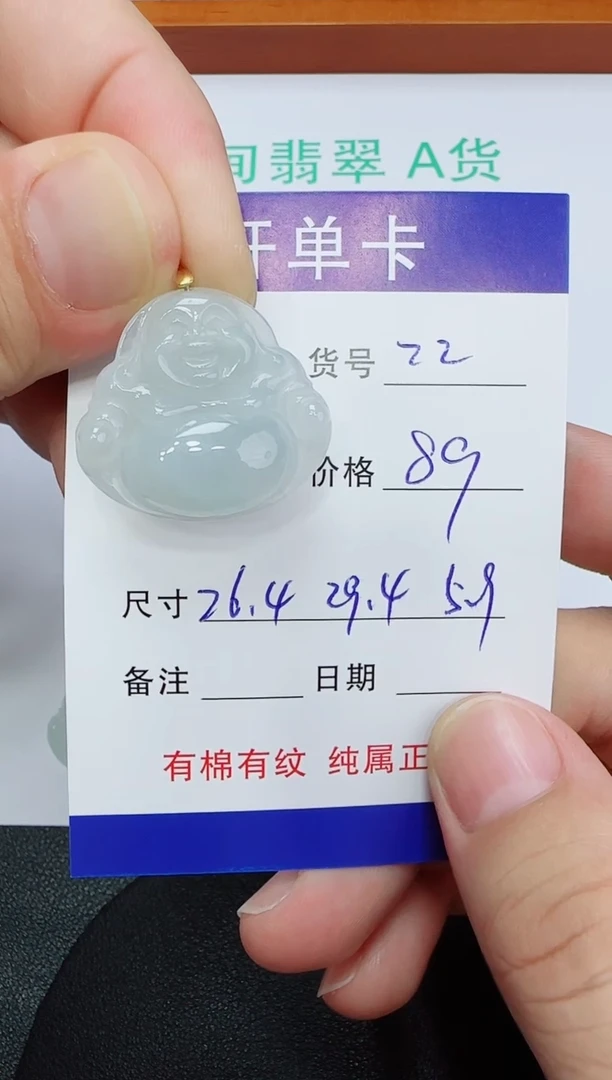 翡翠 A货
开单卡
货号 22
价格 89
尺寸 26.4 29.4 5.9
备注 日期
有棉有纹 纯属正